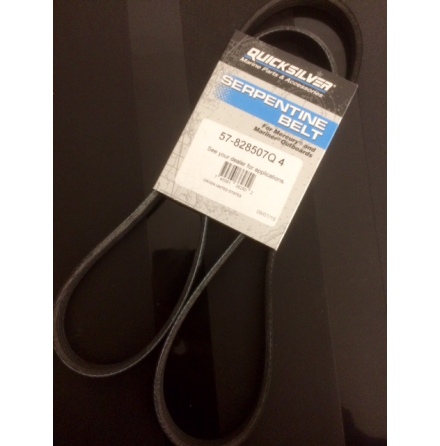 QUICKSILVER
Marine Parts & Accessories
SERPENTINE
BELT
For Mercury and
Mariner Outboards
57-828507Q 4
See your dealer for applications.